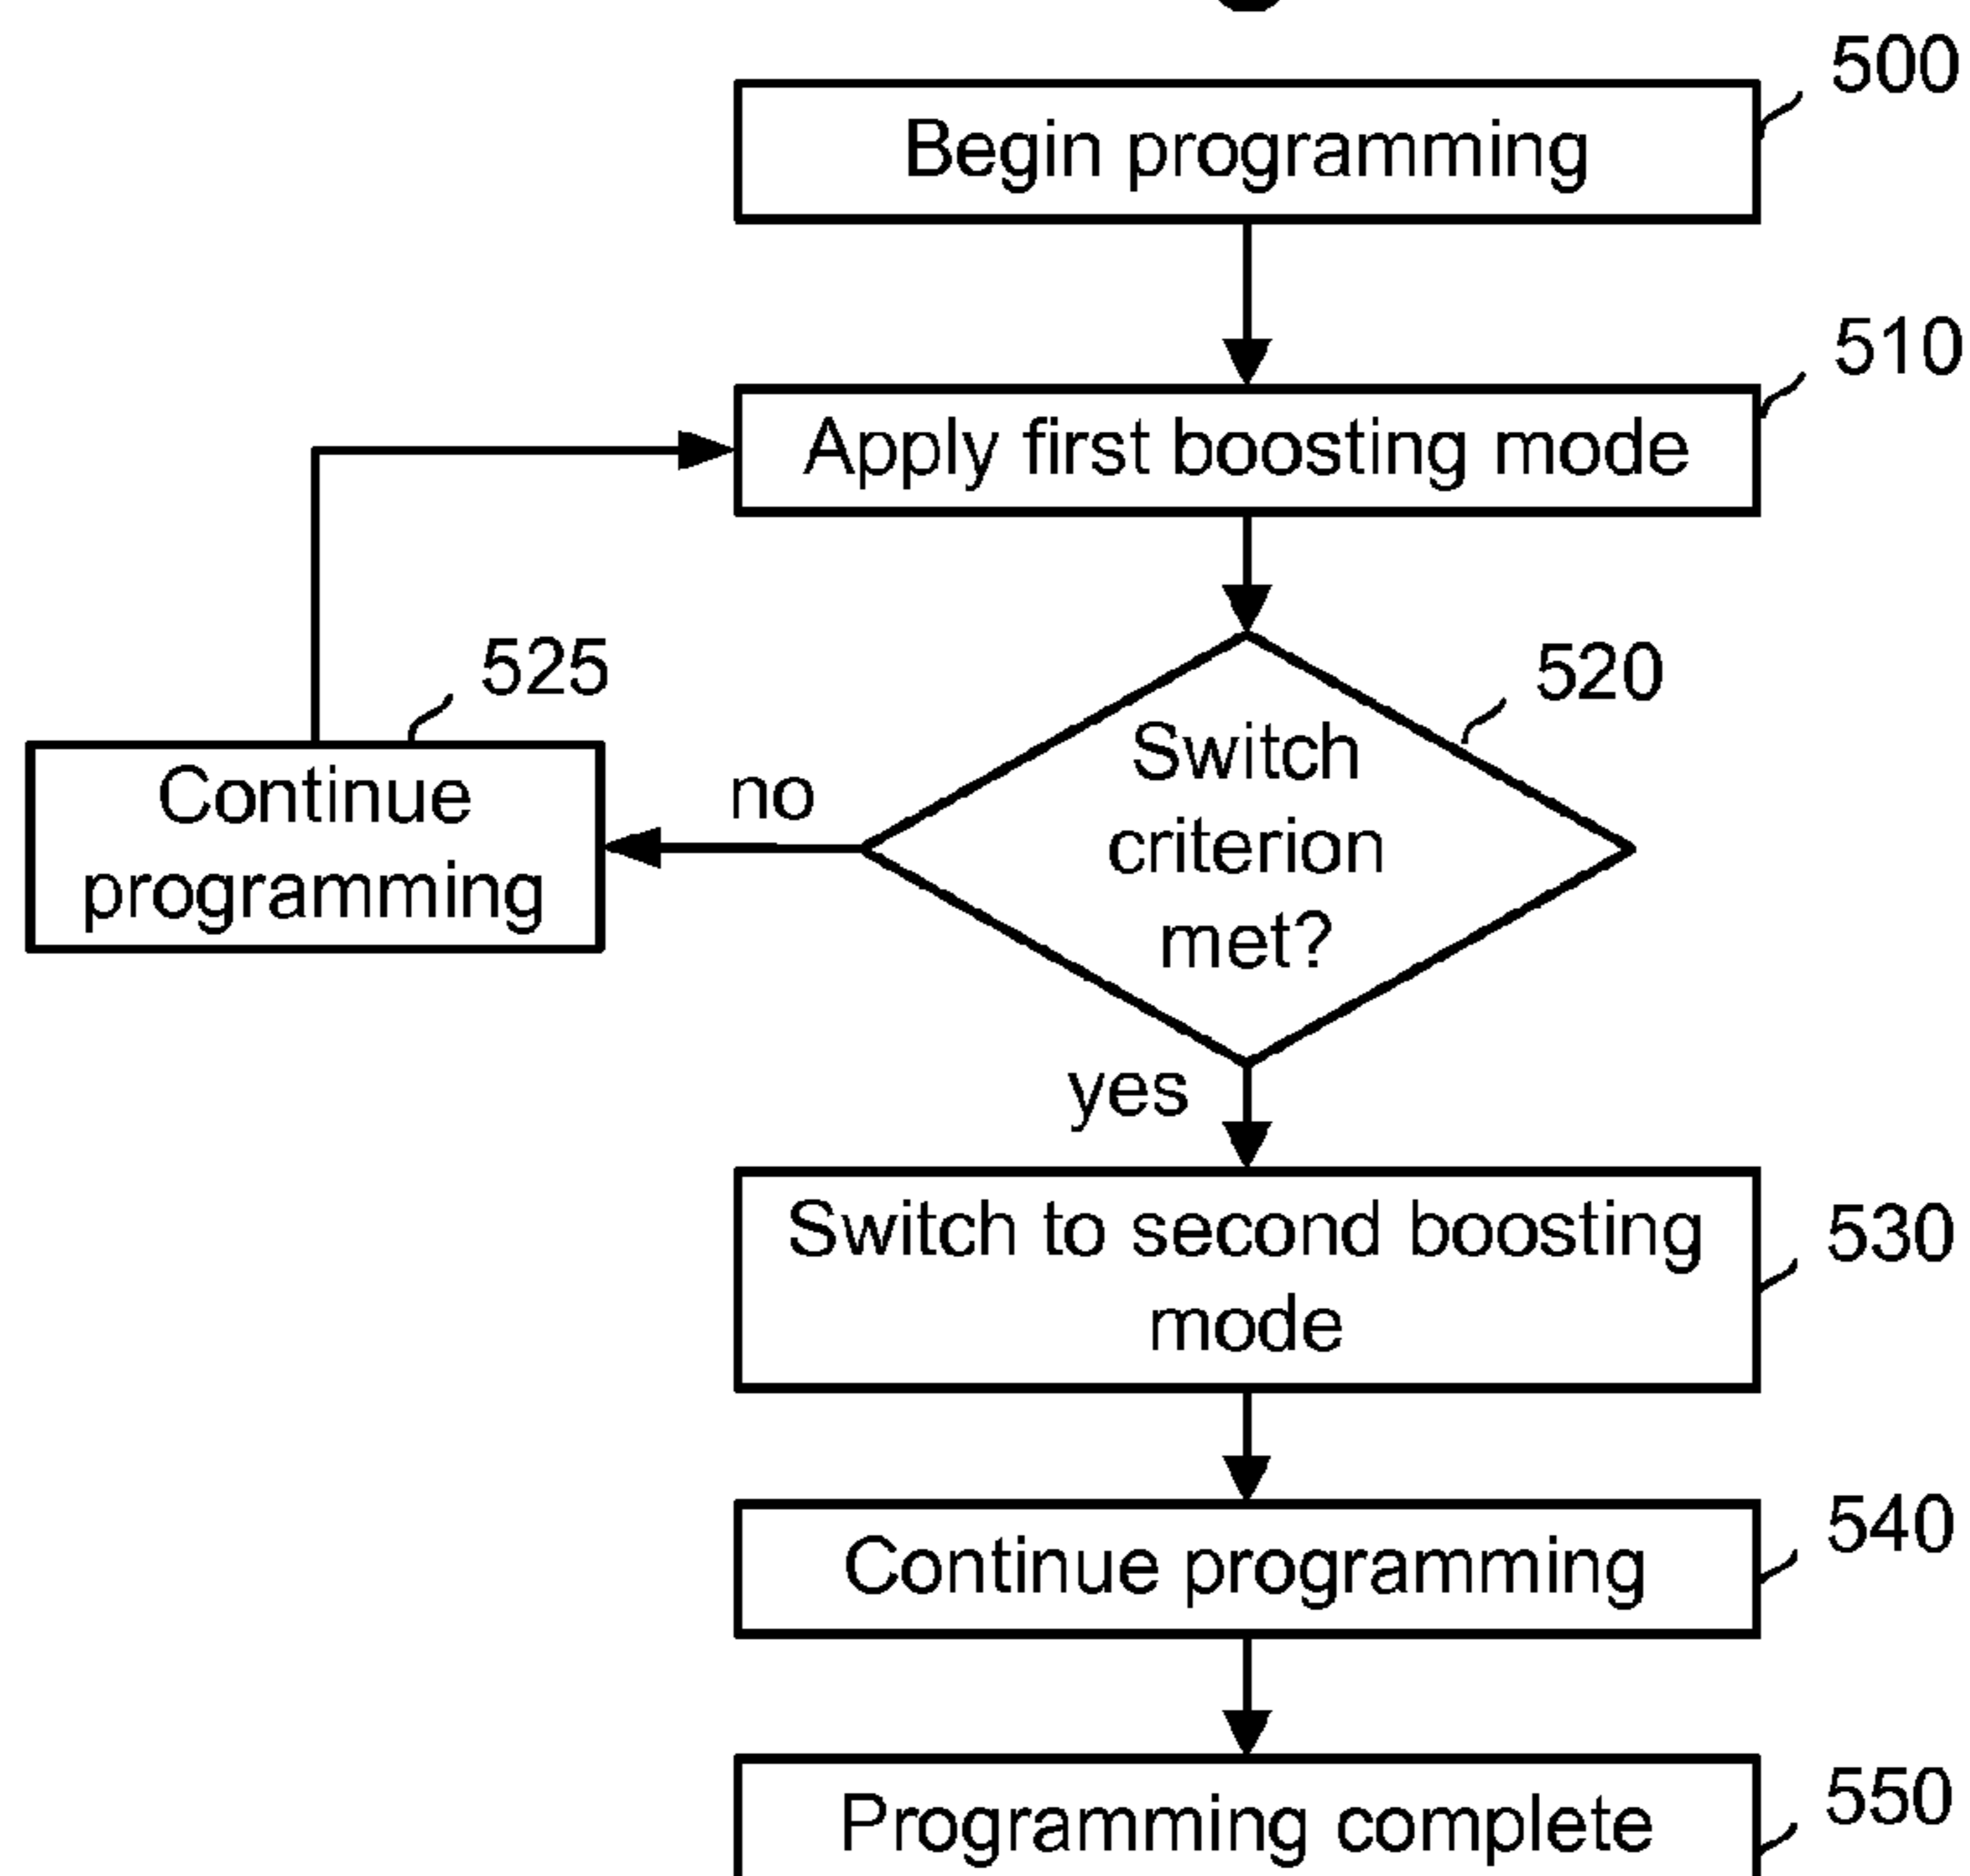 500
Begin programming
510
Apply first boosting mode
525
520
Continue
programming
no
Switch
criterion
met?
yes
Switch to second boosting
mode
530
Continue programming
540
Programming complete
550